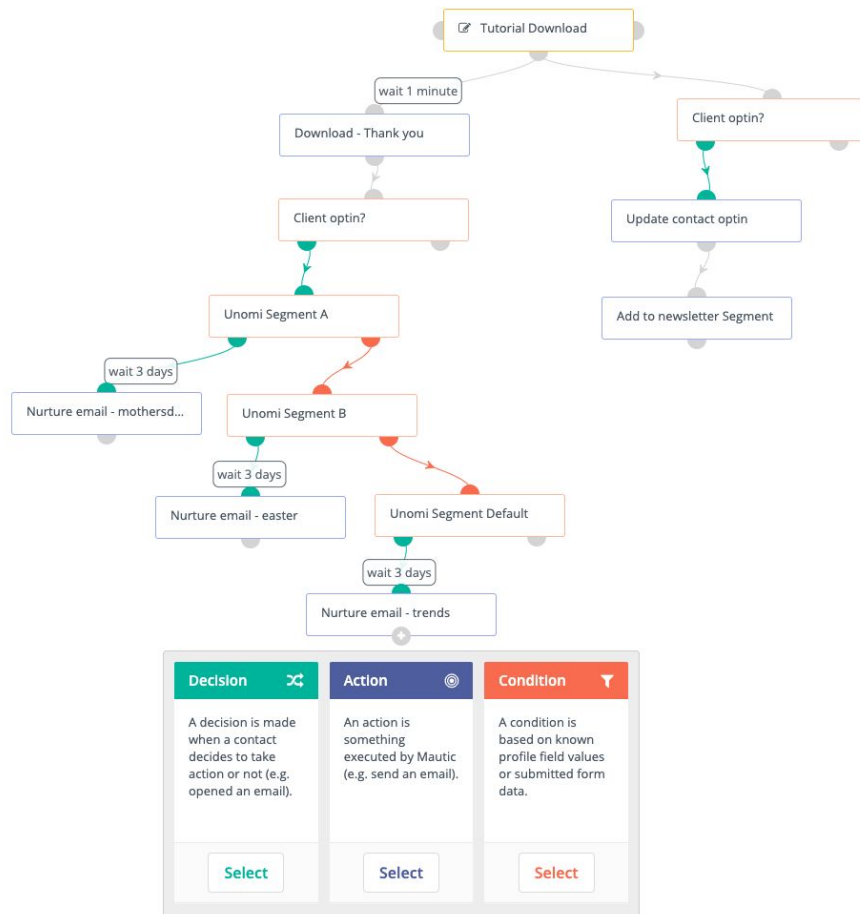 Tutorial Download
wait 1 minute
Client optin?
Download - Thank you
Client optin?
Update contact optin
Unomi Segment A
Add to newsletter Segment
wait 3 days
Nurture email - mothersd...
Unomi Segment B
wait 3 days
Nurture email - easter
Unomi Segment Default
wait 3 days
Nurture email - trends
Decision
A decision is made
when a contact
decides to take
action or not (e.g.
opened an email).
Select
Action
An action is
something
executed by Mautic
(e.g. send an email).
Select
Condition
A condition is
based on known
profile field values
or submitted form
data.
Select